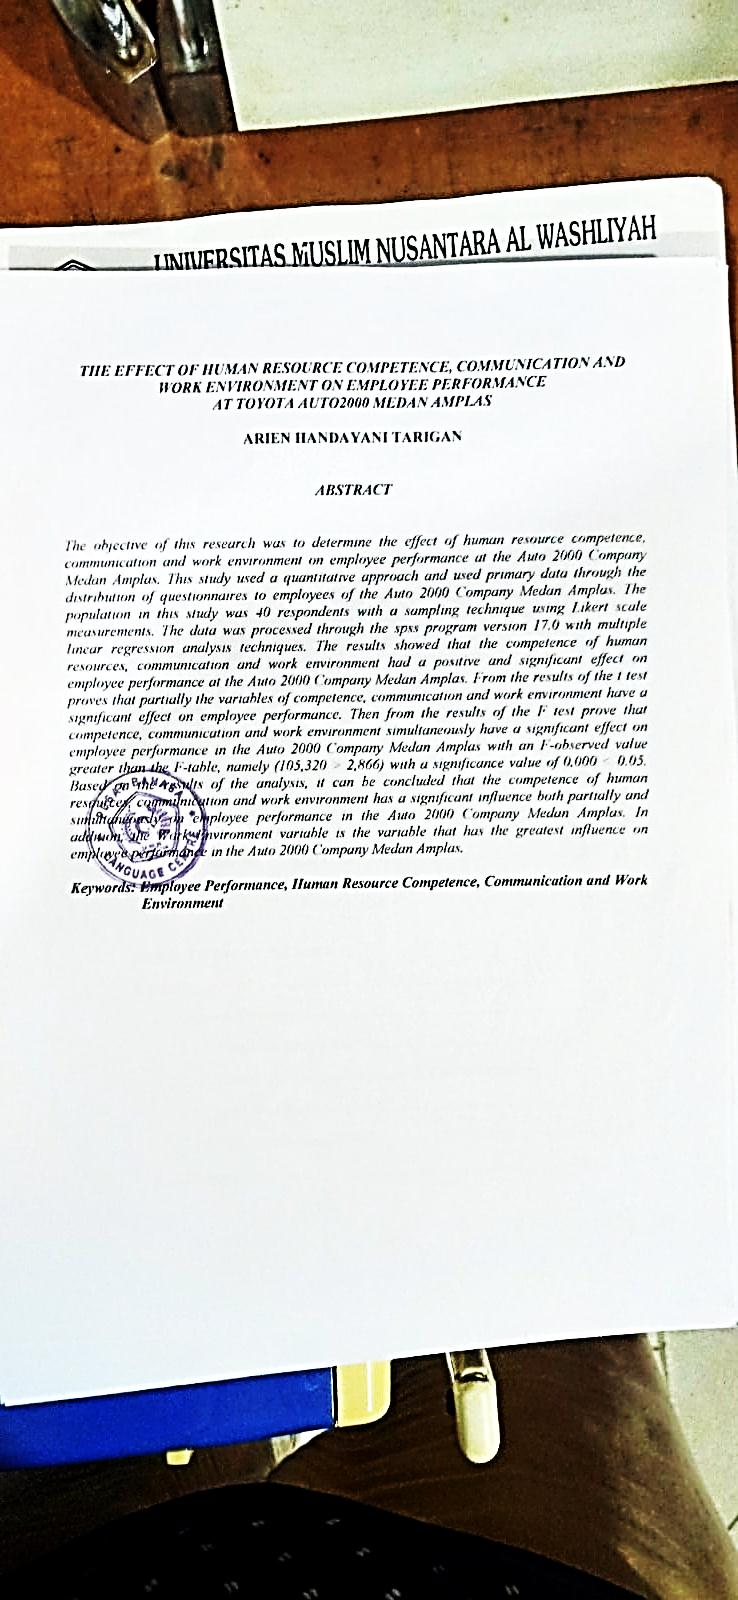 UNIVERSITAS MUSLIM NUSANTARA AL WASHLIYAH
THE EFFECT OF HUMAN RESOURCE COMPETENCE, COMMUNICATION AND
WORK ENVIRONMENT ON EMPLOYEE PERFORMANCE
AT TOYOTA AUTO2000 MEDAN AMPLAS
ARIEN HANDAYANI TARIGAN
ABSTRACT
The objective of this research was to determine the effect of human resource competence,
communication and work environment on employee performance at the Auto 2000 Company
Medan Amplas. This study used a quantitative approach and used primary data through the
distribution of questionnaires to employees of the Auto 2000 Company Medan Amplas. The
population in this study was 40 respondents with a sampling technique using Likert scale
measurements. The data was processed through the spss program version 17.0 with multiple
linear regression analysis techniques. The results showed that the competence of human
resources, communication and work environment had a positive and significant effect on
employee performance at the Auto 2000 Company Medan Amplas. From the results of the t test
proves that partially the variables of competence, communication and work environment have a
significant effect on employee performance. Then from the results of the F test prove that
competence, communication and work environment simultaneously have a significant effect on
employee performance in the Auto 2000 Company Medan Amplas with an F-observed value
greater than the F-table, namely (105,320 > 2,866) with a significance value of 0,000 < 0.05.
Based on the results of the analysis, it can be concluded that the competence of human
resources, communication and work environment has a significant influence both partially and
simultaneously on employee performance in the Auto 2000 Company Medan Amplas. In
addition, the Work Environment variable is the variable that has the greatest influence on
employee performance in the Auto 2000 Company Medan Amplas.
Keywords: Employee Performance, Human Resource Competence, Communication and Work
Environment
LANGUAGE CENTRE